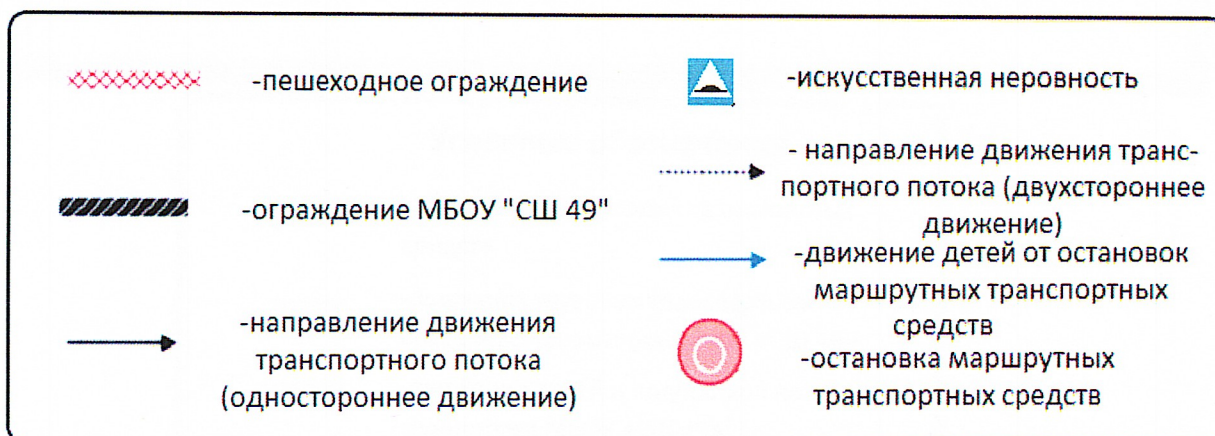 -пешеходное ограждение
-ограждение МБОУ "СШ 49"
-направление движения
транспортного потока
(одностороннее движение)
-искусственная неровность
- направление движения транс-
портного потока (двухстороннее
движение)
-движение детей от остановок
маршрутных транспортных
средств
-остановка маршрутных
транспортных средств